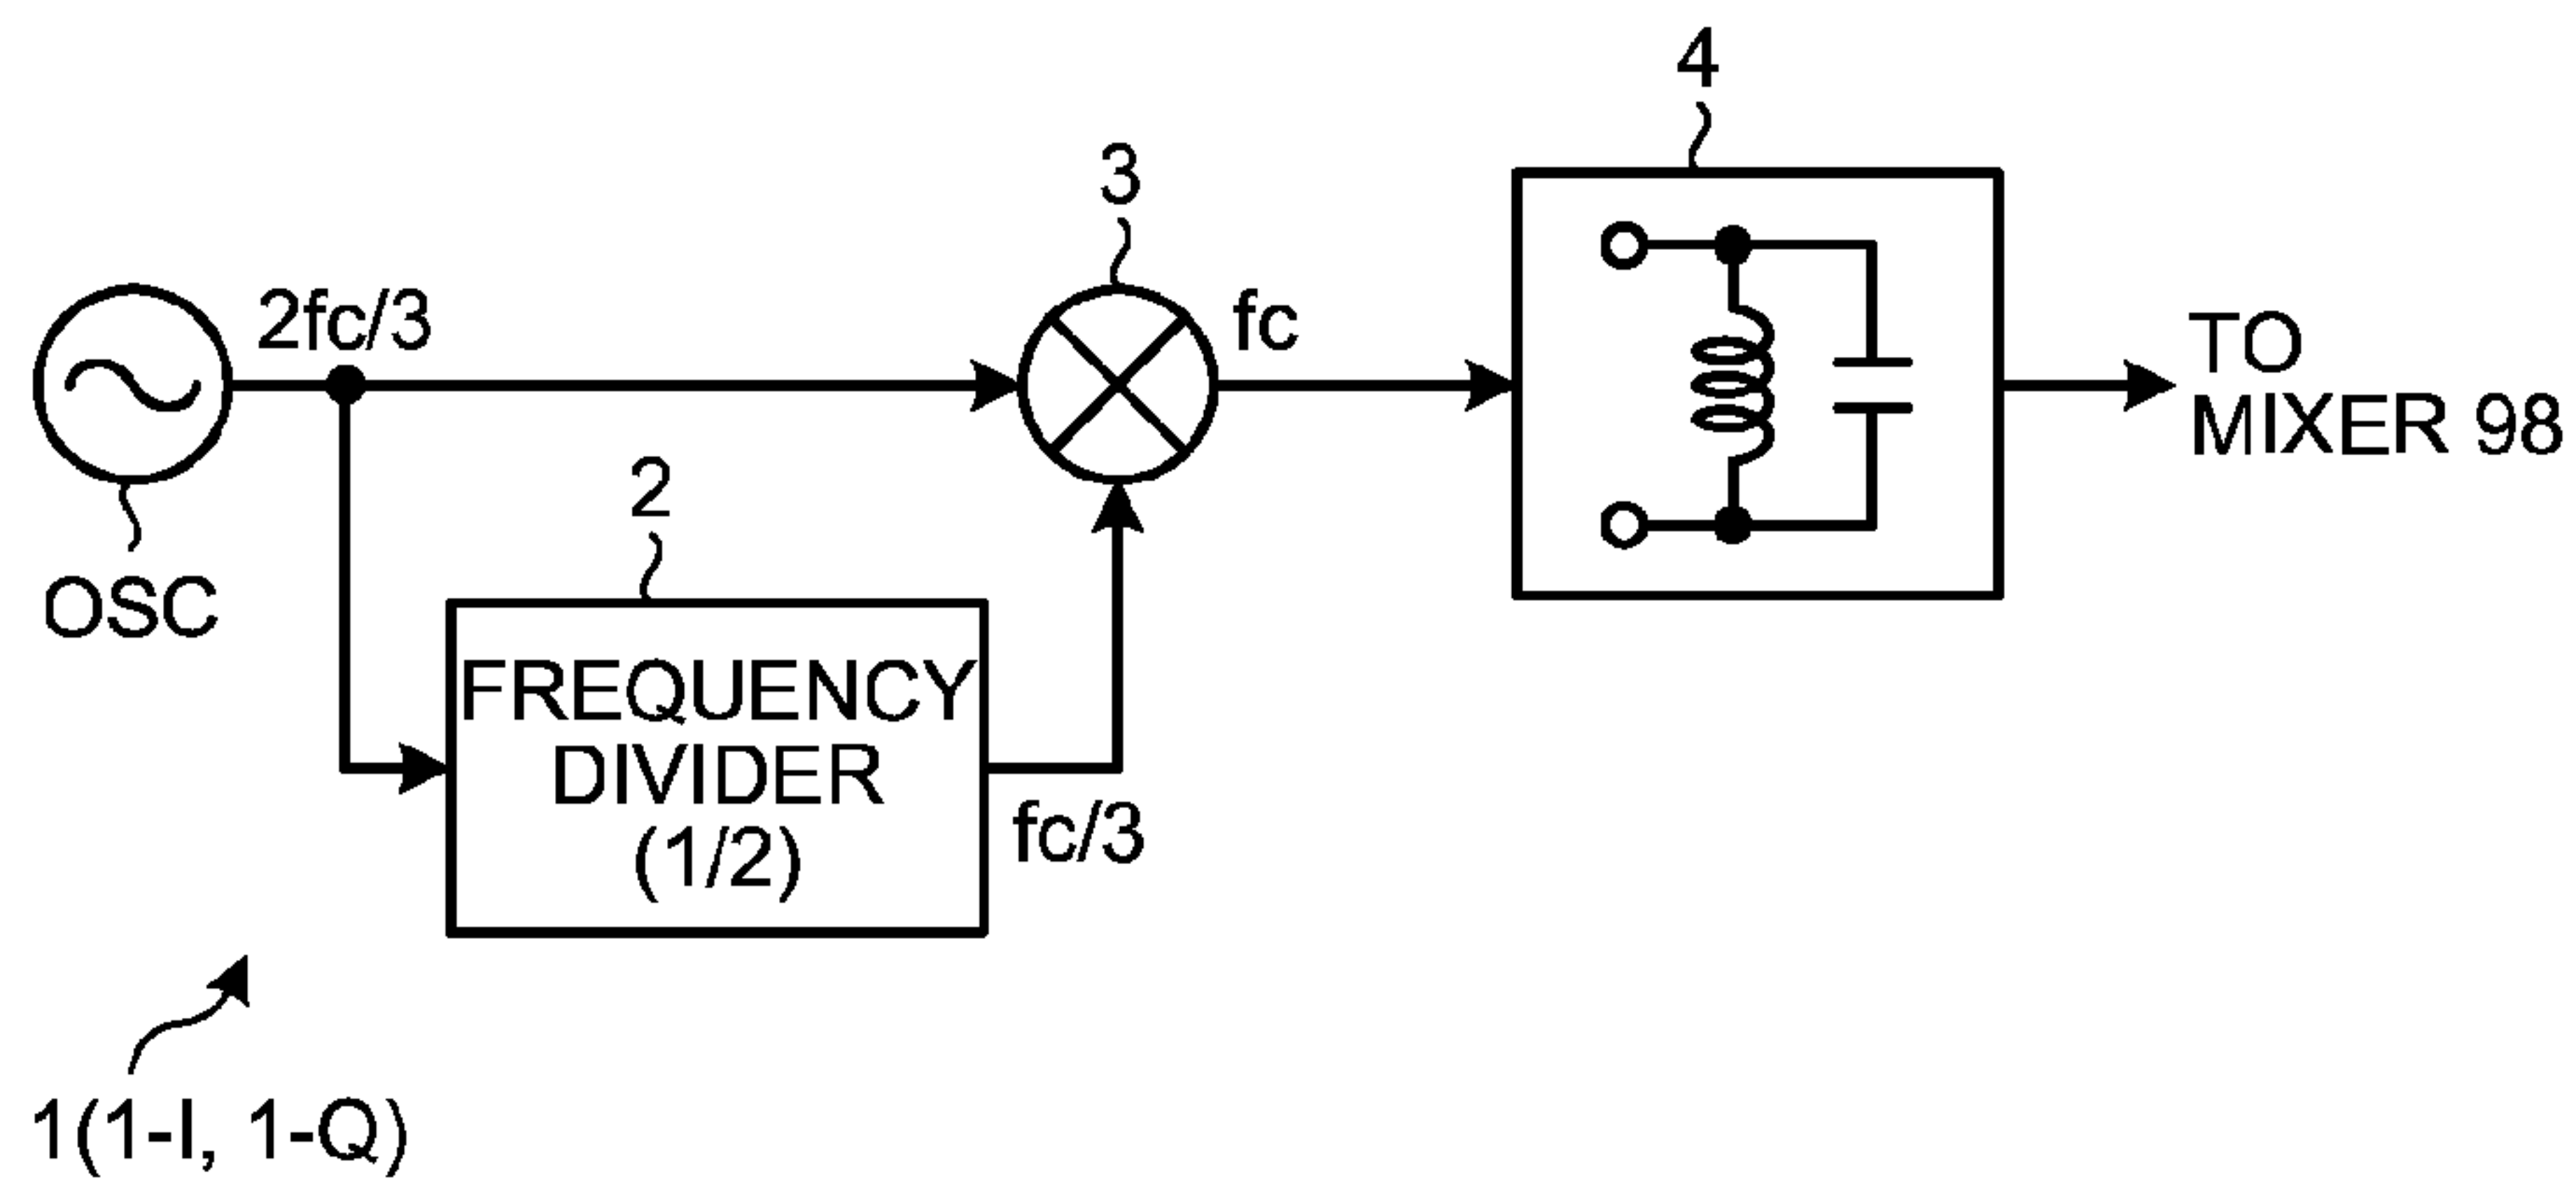 4
3
2fc/3
fc
TO
MIXER 98
2
OSC
FREQUENCY
DIVIDER
(1/2)
fc/3
1(1-I, 1-Q)